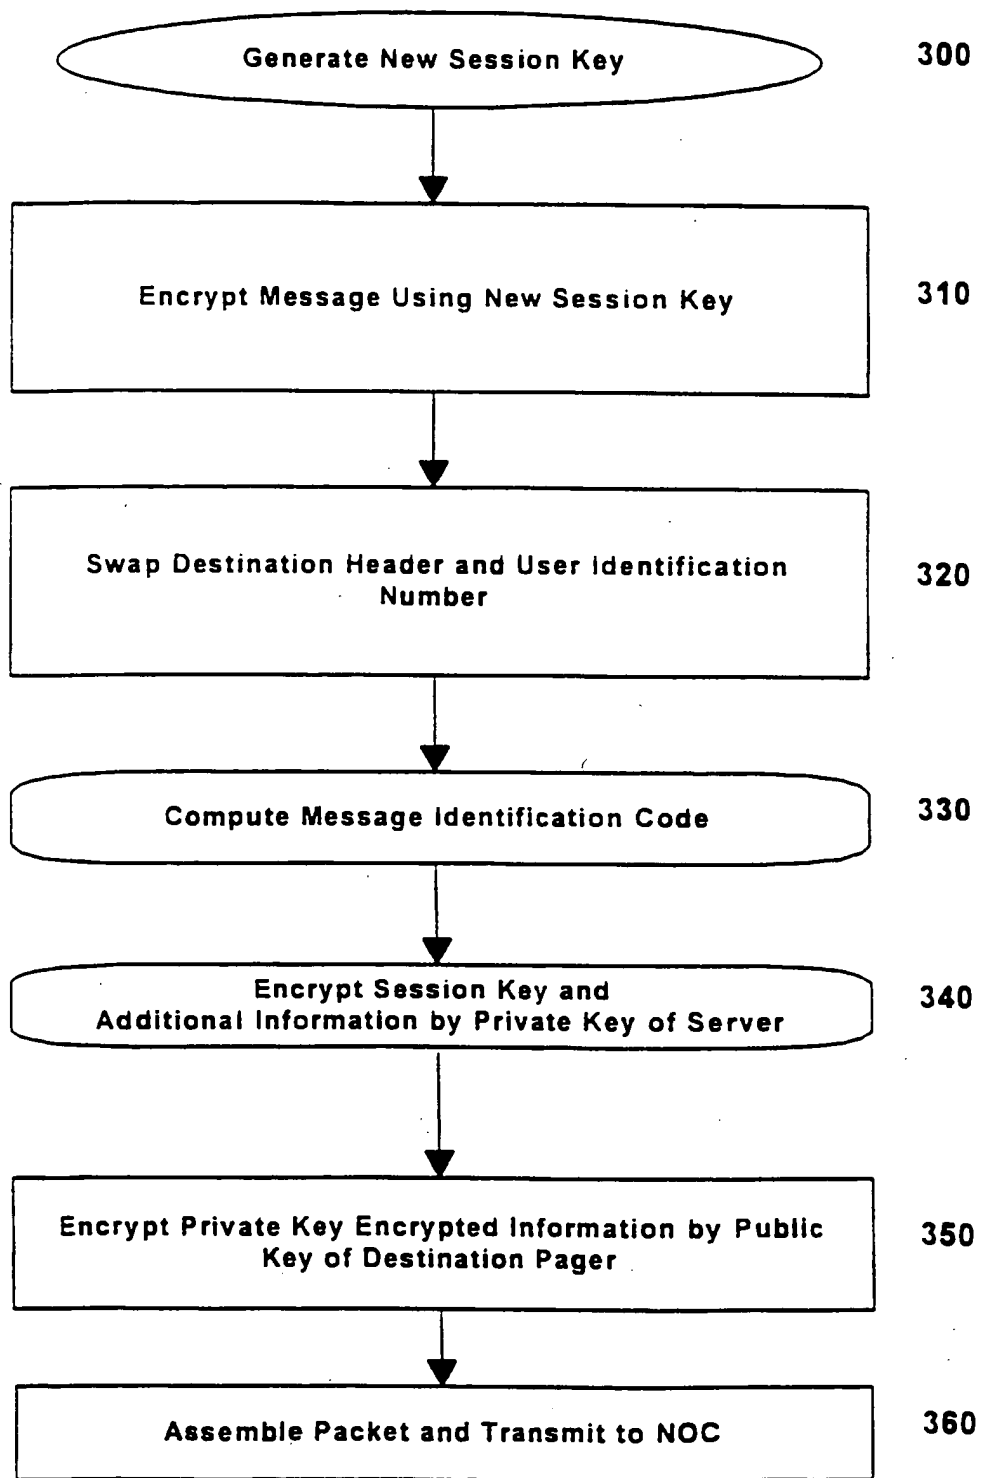 Generate New Session Key 300
Encrypt Message Using New Session Key 310
Swap Destination Header and User Identification
Number
320
Compute Message Identification Code 330
Encrypt Session Key and
Additional Information by Private Key of Server
340
Encrypt Private Key Encrypted Information by Public
Key of Destination Pager
350
Assemble Packet and Transmit to NOC 360